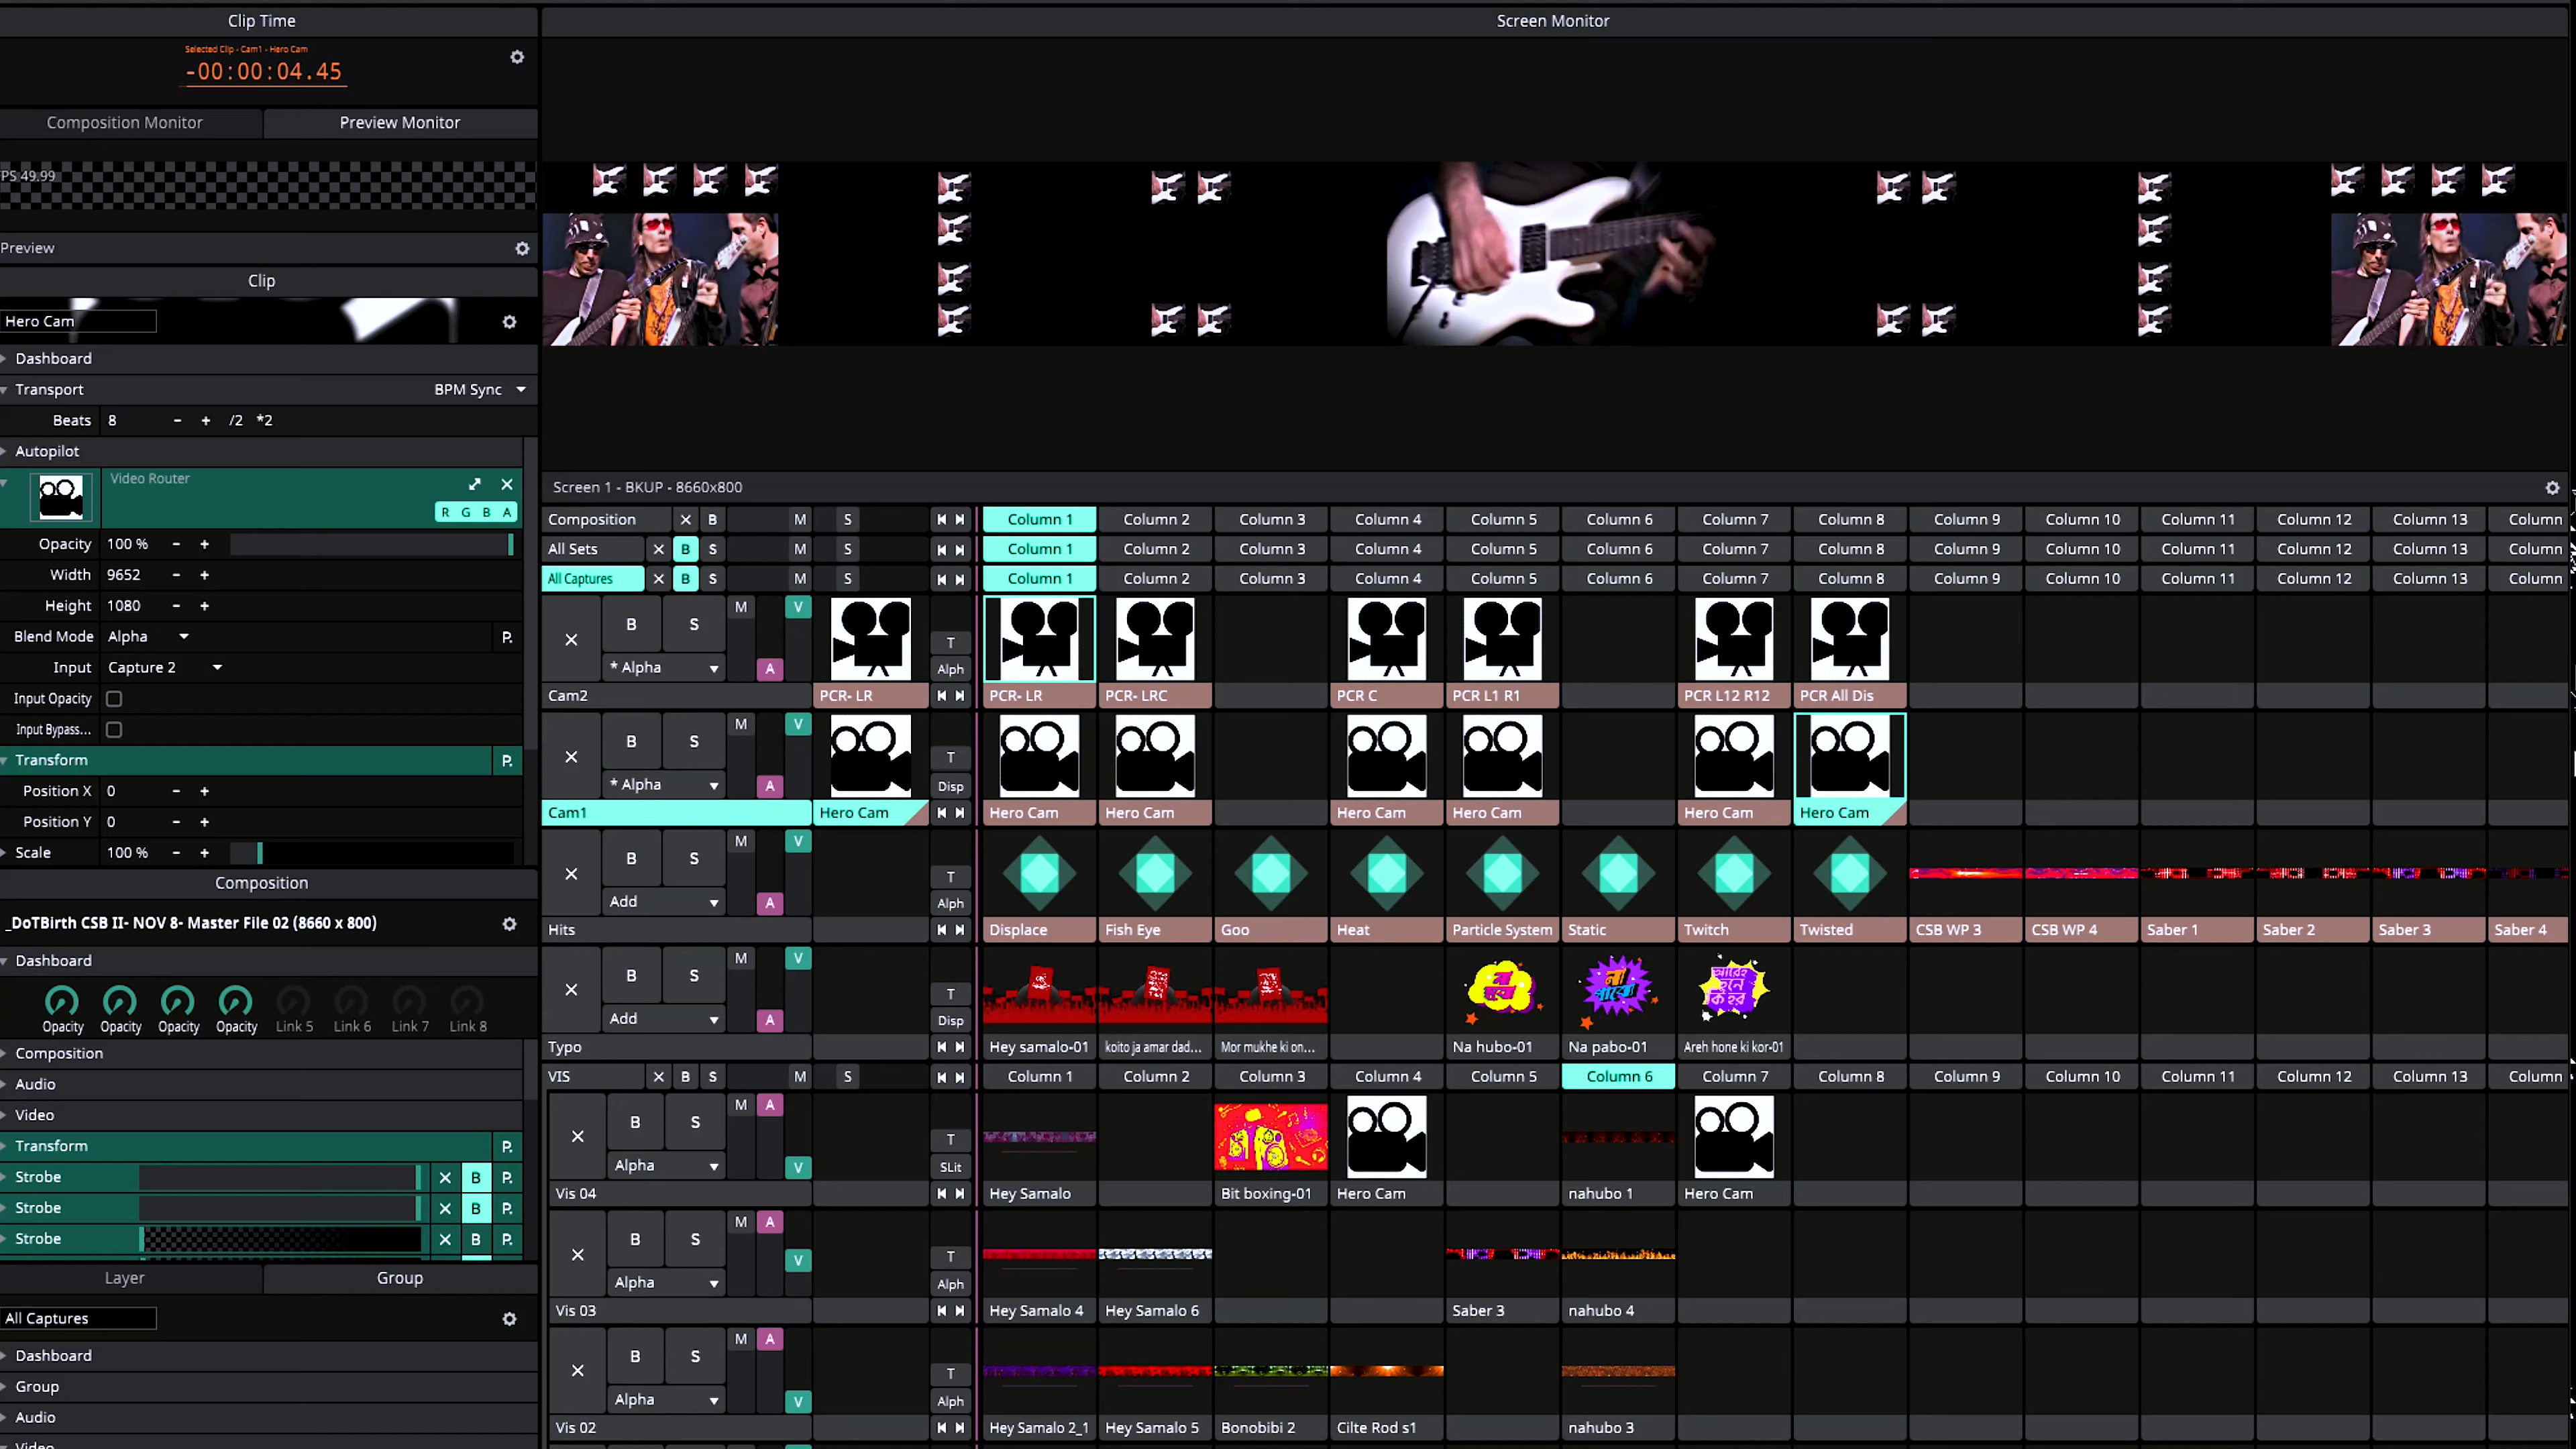 Clip Time
Selected Clip - Cam1 - Hero Cam
-00:00:04.45
Composition Monitor Preview Monitor
PS 49.99
Preview
Clip
Hero Cam
Dashboard
Transport BPM Sync
Beats 8 - + /2 *2
Autopilot
Video Router
R G B A
Opacity 100 % - +
Width 9652 - +
Height 1080 - +
Blend Mode Alpha P.
Input Capture 2
Input Opacity
Input Bypass...
Transform P.
Position X 0 - +
Position Y 0 - +
Scale 100 % - +
Composition
_DoTBirth CSB II- NOV 8- Master File 02 (8660 x 800)
Dashboard
Opacity Opacity Opacity Opacity Link 5 Link 6 Link 7 Link 8
Composition
Audio
Video
Transform P.
Strobe X B P.
Strobe X B P.
Strobe X B P.
Layer Group
All Captures
Dashboard
Group
Audio
Video
Screen Monitor
Screen 1 - BKUP - 8660x800
Composition X B M S Column 1 Column 2 Column 3 Column 4 Column 5 Column 6 Column 7 Column 8 Column 9 Column 10 Column 11 Column 12 Column 13 Column
All Sets X B S M S Column 1 Column 2 Column 3 Column 4 Column 5 Column 6 Column 7 Column 8 Column 9 Column 10 Column 11 Column 12 Column 13 Column
All Captures X B S M S Column 1 Column 2 Column 3 Column 4 Column 5 Column 6 Column 7 Column 8 Column 9 Column 10 Column 11 Column 12 Column 13 Column
X B S M V T
* Alpha A Alph
Cam2 PCR- LR PCR- LR PCR- LRC PCR C PCR L1 R1 PCR L12 R12 PCR All Dis
X B S M V T
* Alpha A Disp
Cam1 Hero Cam Hero Cam Hero Cam Hero Cam Hero Cam Hero Cam Hero Cam
X B S M V T
Add A Alph
Hits Displace Fish Eye Goo Heat Particle System Static Twitch Twisted CSB WP 3 CSB WP 4 Saber 1 Saber 2 Saber 3 Saber 4
X B S M V T
না হুবো না পাবো আরেহ হুনে কি হর
Add A Disp
Typo Hey samalo-01 koito ja amar dad... Mor mukhe ki on... Na hubo-01 Na pabo-01 Areh hone ki kor-01
VIS X B S M S Column 1 Column 2 Column 3 Column 4 Column 5 Column 6 Column 7 Column 8 Column 9 Column 10 Column 11 Column 12 Column 13 Column
X B S M A T
Alpha V SLit
Vis 04 Hey Samalo Bit boxing-01 Hero Cam nahubo 1 Hero Cam
X B S M A V T
Alpha Alph
Vis 03 Hey Samalo 4 Hey Samalo 6 Saber 3 nahubo 4
X B S M A T
Alpha V Alph
Vis 02 Hey Samalo 2_1 Hey Samalo 5 Bonobibi 2 Cilte Rod s1 nahubo 3